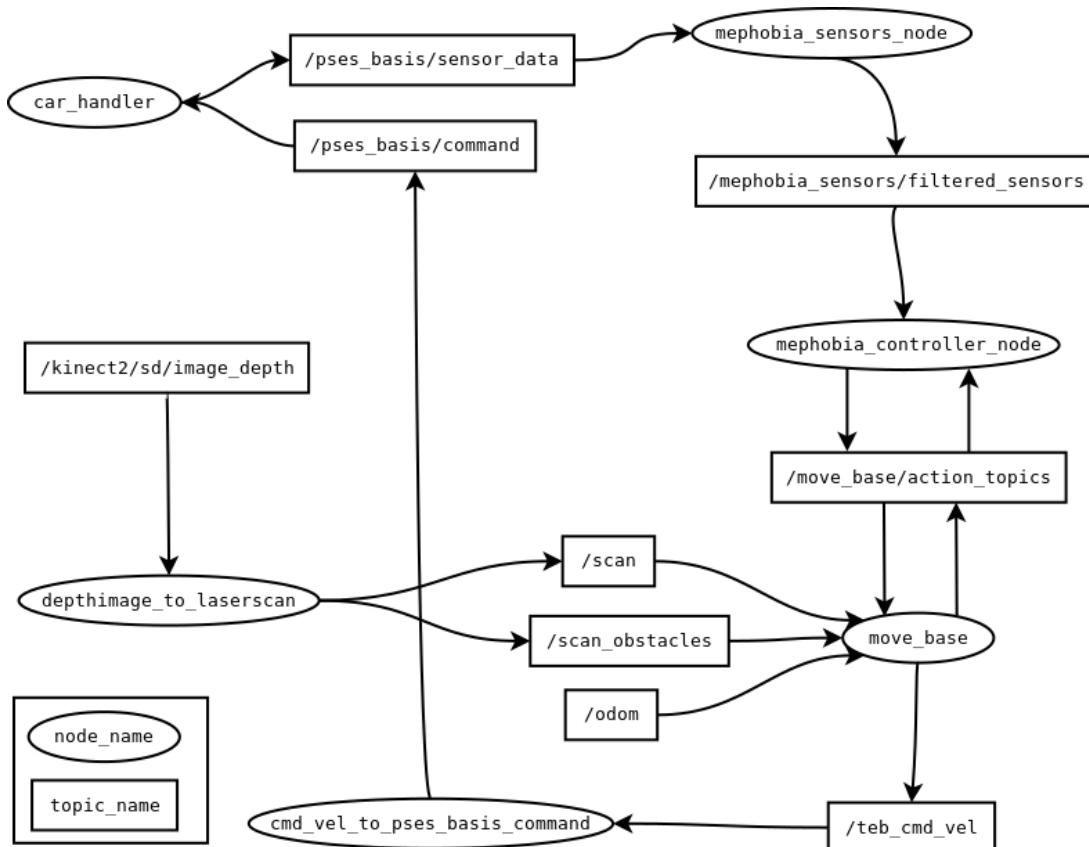 mephobia_sensors_node
/pses_basis/sensor_data
car_handler
/pses_basis/command
/mephobia_sensors/filtered_sensors
mephobia_controller_node
/kinect2/sd/image_depth
/move_base/action_topics
/scan
depthimage_to_laserscan
/scan_obstacles
move_base
/odom
node_name
topic_name
cmd_vel_to_pses_basis_command
/teb_cmd_vel